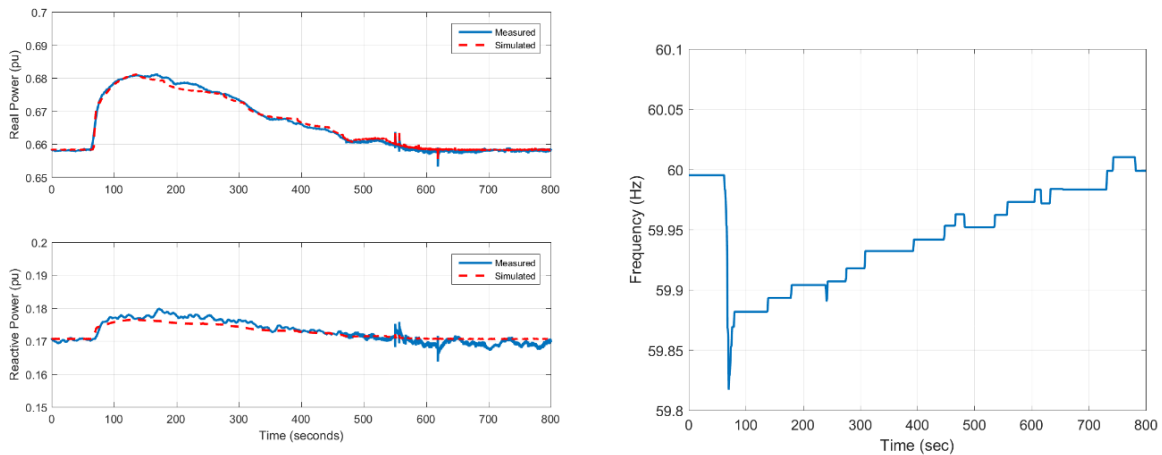 0.7
0.69
0.68
0.67
0.66
0.65
Real Power (pu)
Measured
Simulated
0 100 200 300 400 500 600 700 800
0.2
0.19
0.18
0.17
0.16
0.15
Reactive Power (pu)
Measured
Simulated
0 100 200 300 400 500 600 700 800
Time (seconds)
60.1
60.05
60
59.95
59.9
59.85
59.8
Frequency (Hz)
0 100 200 300 400 500 600 700 800
Time (sec)